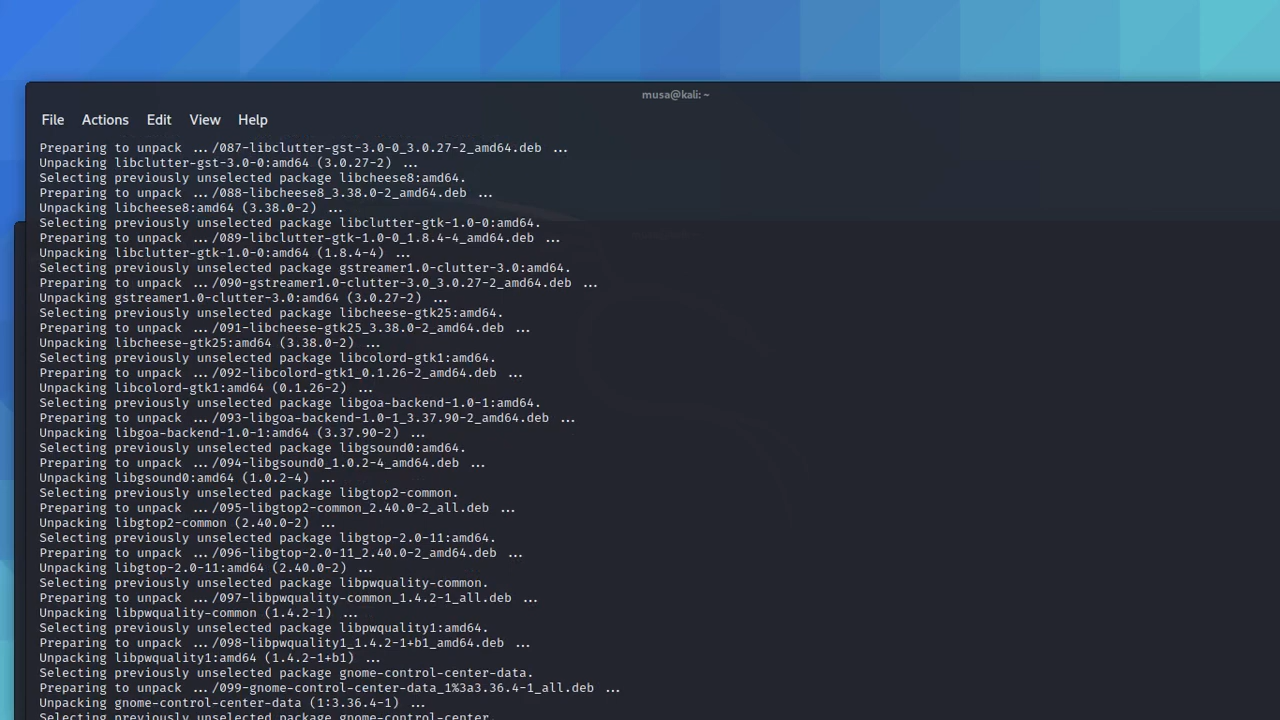 musa@kali: ~
File Actions Edit View Help
Preparing to unpack .../087-libclutter-gst-3.0-0_3.0.27-2_amd64.deb ...
Unpacking libclutter-gst-3.0-0:amd64 (3.0.27-2) ...
Selecting previously unselected package libcheese8:amd64.
Preparing to unpack .../088-libcheese8_3.38.0-2_amd64.deb ...
Unpacking libcheese8:amd64 (3.38.0-2) ...
Selecting previously unselected package libclutter-gtk-1.0-0:amd64.
Preparing to unpack .../089-libclutter-gtk-1.0-0_1.8.4-4_amd64.deb ...
Unpacking libclutter-gtk-1.0-0:amd64 (1.8.4-4) ...
Selecting previously unselected package gstreamer1.0-clutter-3.0:amd64.
Preparing to unpack .../090-gstreamer1.0-clutter-3.0_3.0.27-2_amd64.deb ...
Unpacking gstreamer1.0-clutter-3.0:amd64 (3.0.27-2) ...
Selecting previously unselected package libcheese-gtk25:amd64.
Preparing to unpack .../091-libcheese-gtk25_3.38.0-2_amd64.deb ...
Unpacking libcheese-gtk25:amd64 (3.38.0-2) ...
Selecting previously unselected package libcolord-gtk1:amd64.
Preparing to unpack .../092-libcolord-gtk1_0.1.26-2_amd64.deb ...
Unpacking libcolord-gtk1:amd64 (0.1.26-2) ...
Selecting previously unselected package libgoa-backend-1.0-1:amd64.
Preparing to unpack .../093-libgoa-backend-1.0-1_3.37.90-2_amd64.deb ...
Unpacking libgoa-backend-1.0-1:amd64 (3.37.90-2) ...
Selecting previously unselected package libgsound0:amd64.
Preparing to unpack .../094-libgsound0_1.0.2-4_amd64.deb ...
Unpacking libgsound0:amd64 (1.0.2-4) ...
Selecting previously unselected package libgtop2-common.
Preparing to unpack .../095-libgtop2-common_2.40.0-2_all.deb ...
Unpacking libgtop2-common (2.40.0-2) ...
Selecting previously unselected package libgtop-2.0-11:amd64.
Preparing to unpack .../096-libgtop-2.0-11_2.40.0-2_amd64.deb ...
Unpacking libgtop-2.0-11:amd64 (2.40.0-2) ...
Selecting previously unselected package libpwquality-common.
Preparing to unpack .../097-libpwquality-common_1.4.2-1_all.deb ...
Unpacking libpwquality-common (1.4.2-1) ...
Selecting previously unselected package libpwquality1:amd64.
Preparing to unpack .../098-libpwquality1_1.4.2-1+b1_amd64.deb ...
Unpacking libpwquality1:amd64 (1.4.2-1+b1) ...
Selecting previously unselected package gnome-control-center-data.
Preparing to unpack .../099-gnome-control-center-data_1%3a3.36.4-1_all.deb ...
Unpacking gnome-control-center-data (1:3.36.4-1) ...
Selecting previously unselected package gnome-control-center.